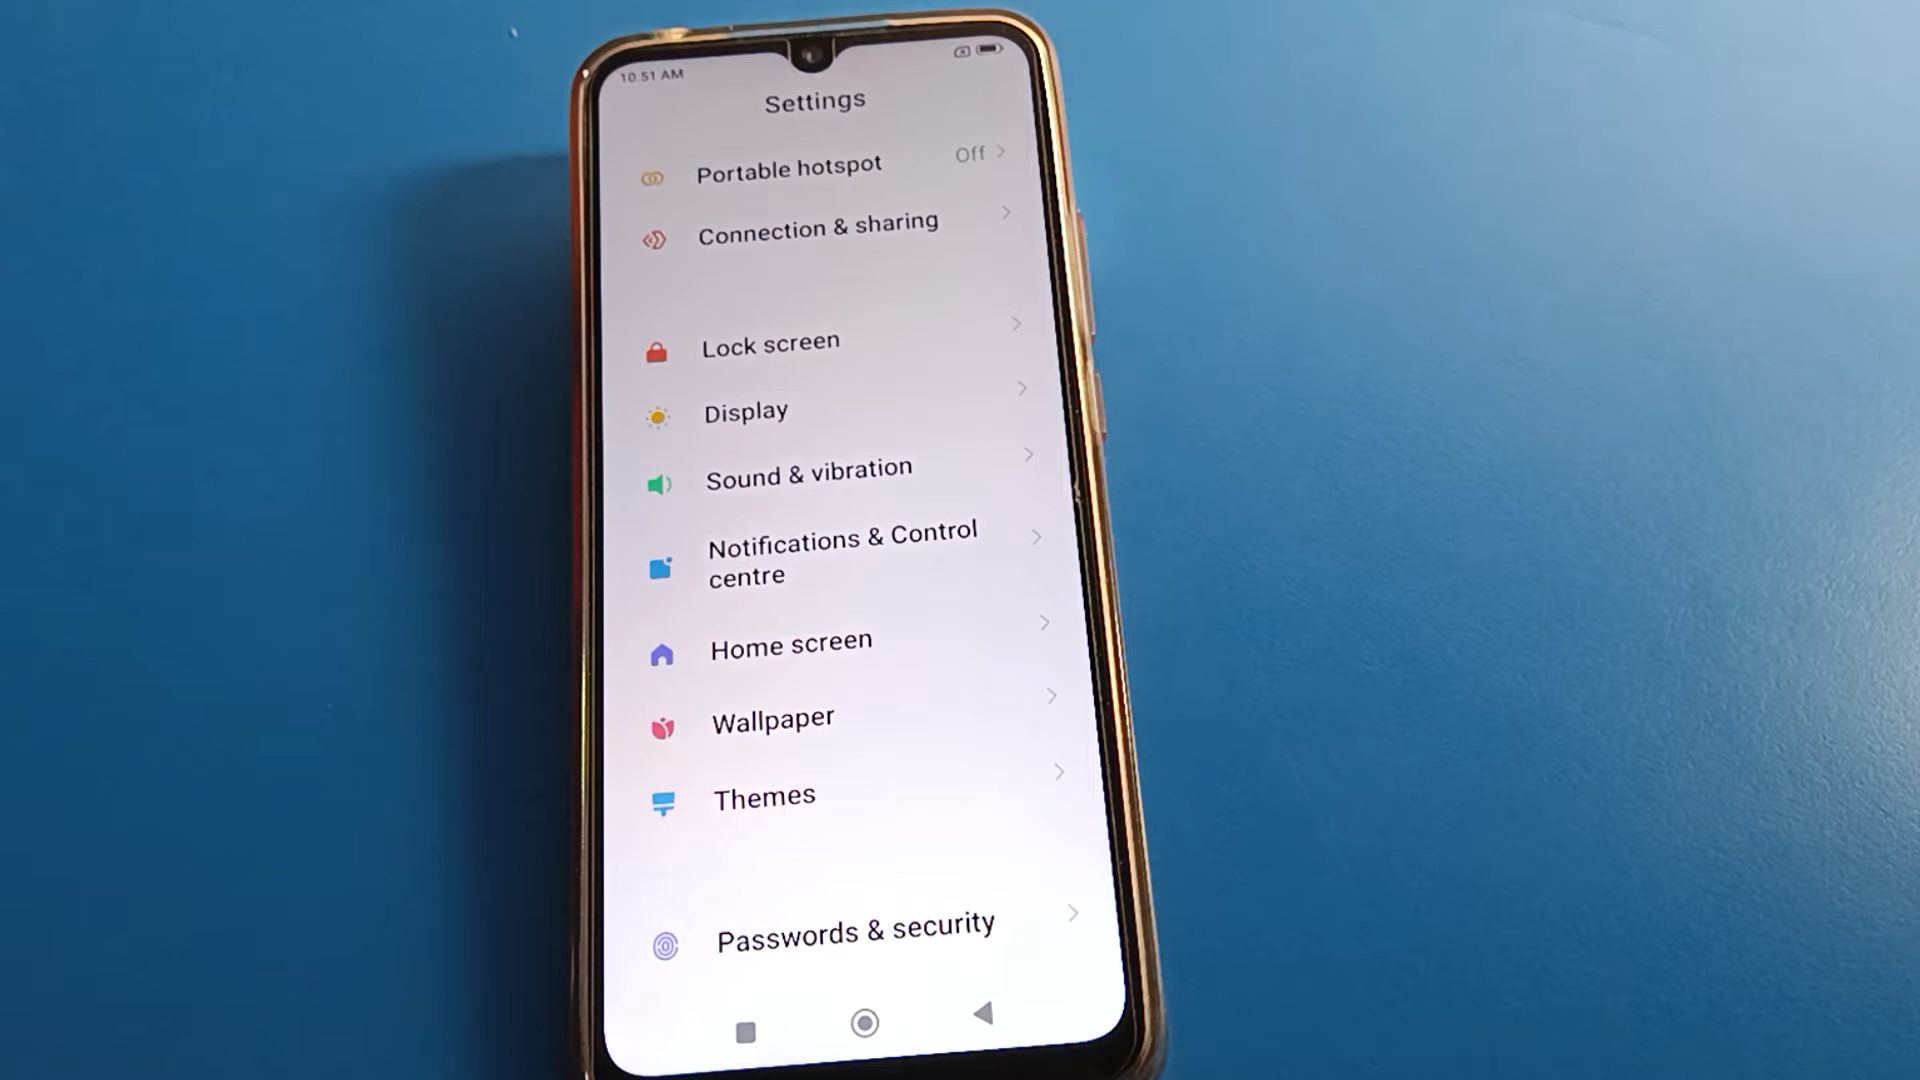 10:51 AM
Settings
Portable hotspot Off
Connection & sharing
Lock screen
Display
Sound & vibration
Notifications & Control
centre
Home screen
Wallpaper
Themes
Passwords & security